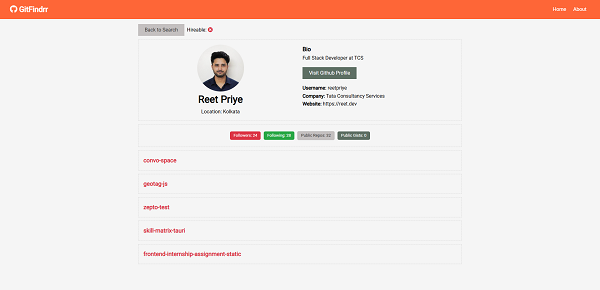 GitFindrr
Home About
Back to Search Hireable:
Reet Priye
Location: Kolkata
Bio
Full Stack Developer at TCS
Visit Github Profile
Username: reetpriye
Company: Tata Consultancy Services
Website: https://reet.dev
Followers: 24 Following: 28 Public Repos: 22 Public Gists: 0
convo-space
geotag-js
zepto-test
skill-matrix-tauri
frontend-internship-assignment-static